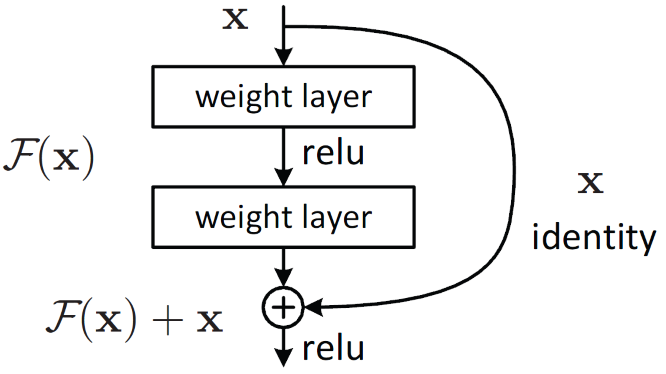 x
weight layer
F(x)
relu
x
weight layer
identity
F(x) + x
relu